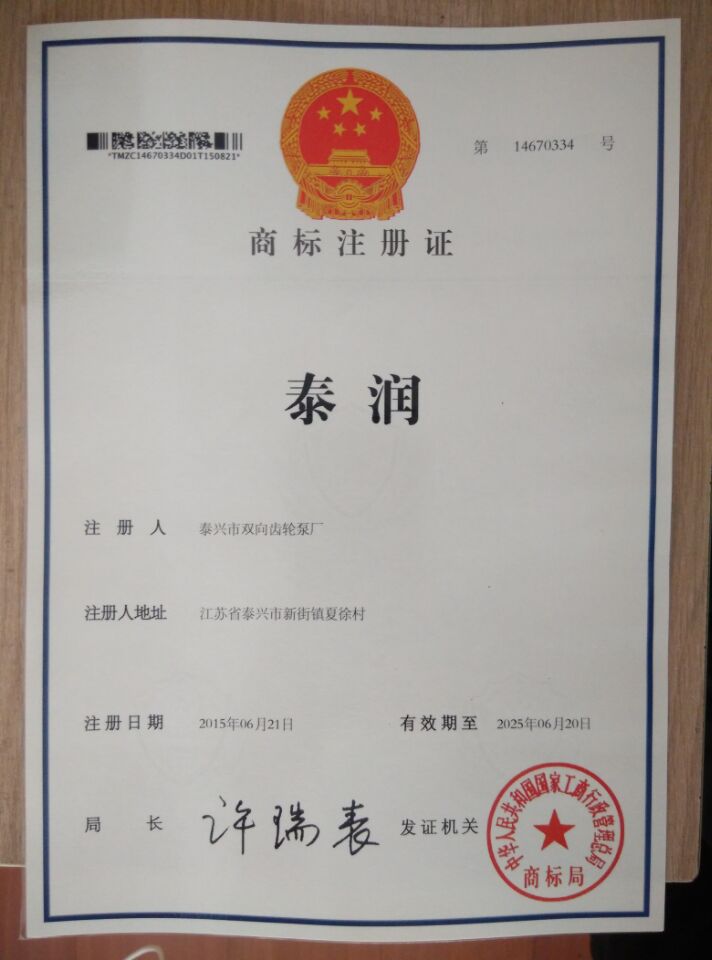 *TMZC14670334D01T150821*
第 14670334 号
商标注册证
泰润
注册人 泰兴市双向齿轮泵厂
注册人地址 江苏省泰兴市新街镇夏徐村
注册日期 2015年06月21日 有效期至 2025年06月20日
局长 许瑞表 发证机关
中华人民共和国国家工商行政管理总局
商标局